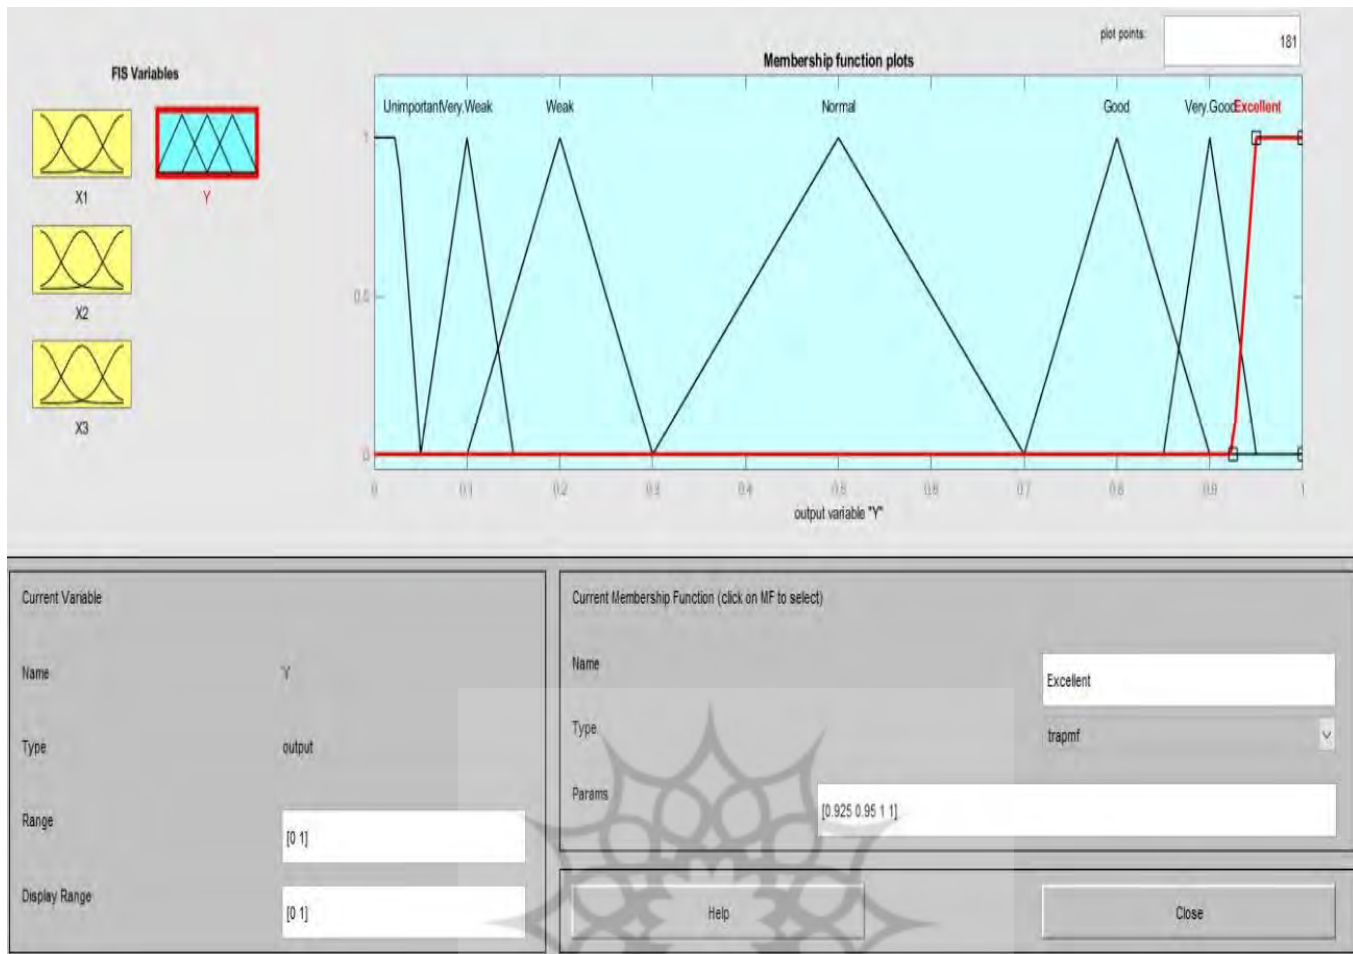 plot points:
181
FIS Variables
Membership function plots
X1
Y
X2
X3
Unimportant
Very.Weak
Weak
Normal
Good
Very.Good
Excellent
1
0.5
0
0 0.1 0.2 0.3 0.4 0.5 0.6 0.7 0.8 0.9 1
output variable "Y"
Current Variable
Name
Type output
Range [0 1]
Display Range [0 1]
Current Membership Function (click on MF to select)
Name Excellent
Type trapmf
Params [0.925 0.95 1 1]
Help
Close